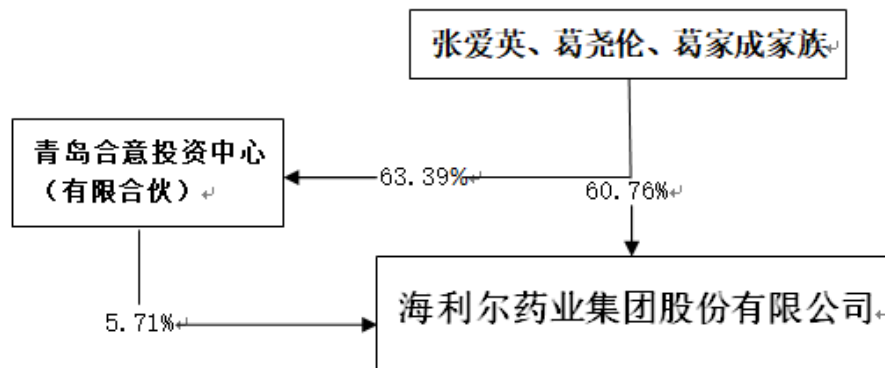 张爱英、葛尧伦、葛家成家族
青岛合意投资中心
（有限合伙）
63.39%
60.76%
5.71%
海利尔药业集团股份有限公司